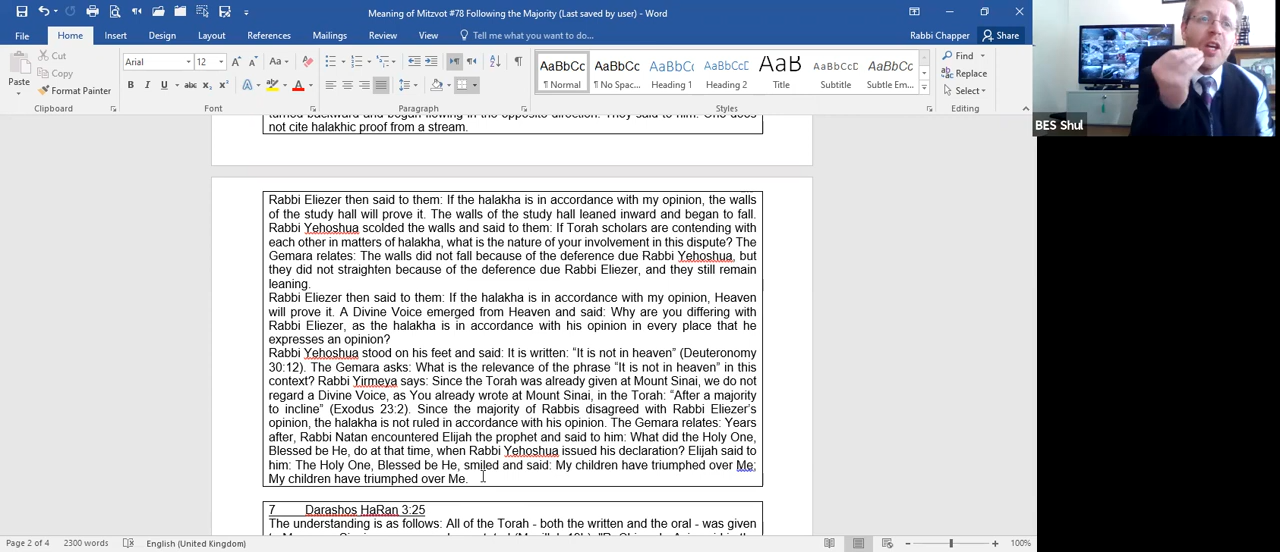 Meaning of Mitzvot #78 Following the Majority (Last saved by user) - Word
File Home Insert Design Layout References Mailings Review View Tell me what you want to do... Rabbi Chapper Share
Cut
Copy
Format Painter
Paste
Clipboard
Arial 12
Font
Paragraph
AaBbCc AaBbCc AaBbCc AaBbCcD AaB AaBbCcD AaBbCcD
¶ Normal ¶ No Spac... Heading 1 Heading 2 Title Subtitle Subtle Em...
Styles
Find
Replace
Select
Editing
BES Shul
turned backward and began flowing in the opposite direction. They said to him: One does
not cite halakhic proof from a stream.
Rabbi Eliezer then said to them: If the halakha is in accordance with my opinion, the walls
of the study hall will prove it. The walls of the study hall leaned inward and began to fall.
Rabbi Yehoshua scolded the walls and said to them: If Torah scholars are contending with
each other in matters of halakha, what is the nature of your involvement in this dispute? The
Gemara relates: The walls did not fall because of the deference due Rabbi Yehoshua, but
they did not straighten because of the deference due Rabbi Eliezer, and they still remain
leaning.
Rabbi Eliezer then said to them: If the halakha is in accordance with my opinion, Heaven
will prove it. A Divine Voice emerged from Heaven and said: Why are you differing with
Rabbi Eliezer, as the halakha is in accordance with his opinion in every place that he
expresses an opinion?
Rabbi Yehoshua stood on his feet and said: It is written: “It is not in heaven” (Deuteronomy
30:12). The Gemara asks: What is the relevance of the phrase “It is not in heaven” in this
context? Rabbi Yirmeya says: Since the Torah was already given at Mount Sinai, we do not
regard a Divine Voice, as You already wrote at Mount Sinai, in the Torah: “After a majority
to incline” (Exodus 23:2). Since the majority of Rabbis disagreed with Rabbi Eliezer’s
opinion, the halakha is not ruled in accordance with his opinion. The Gemara relates: Years
after, Rabbi Natan encountered Elijah the prophet and said to him: What did the Holy One,
Blessed be He, do at that time, when Rabbi Yehoshua issued his declaration? Elijah said to
him: The Holy One, Blessed be He, smiled and said: My children have triumphed over Me;
My children have triumphed over Me.
7 Darashos HaRan 3:25
The understanding is as follows: All of the Torah - both the written and the oral - was given
Page 2 of 4 2300 words English (United Kingdom) 100%